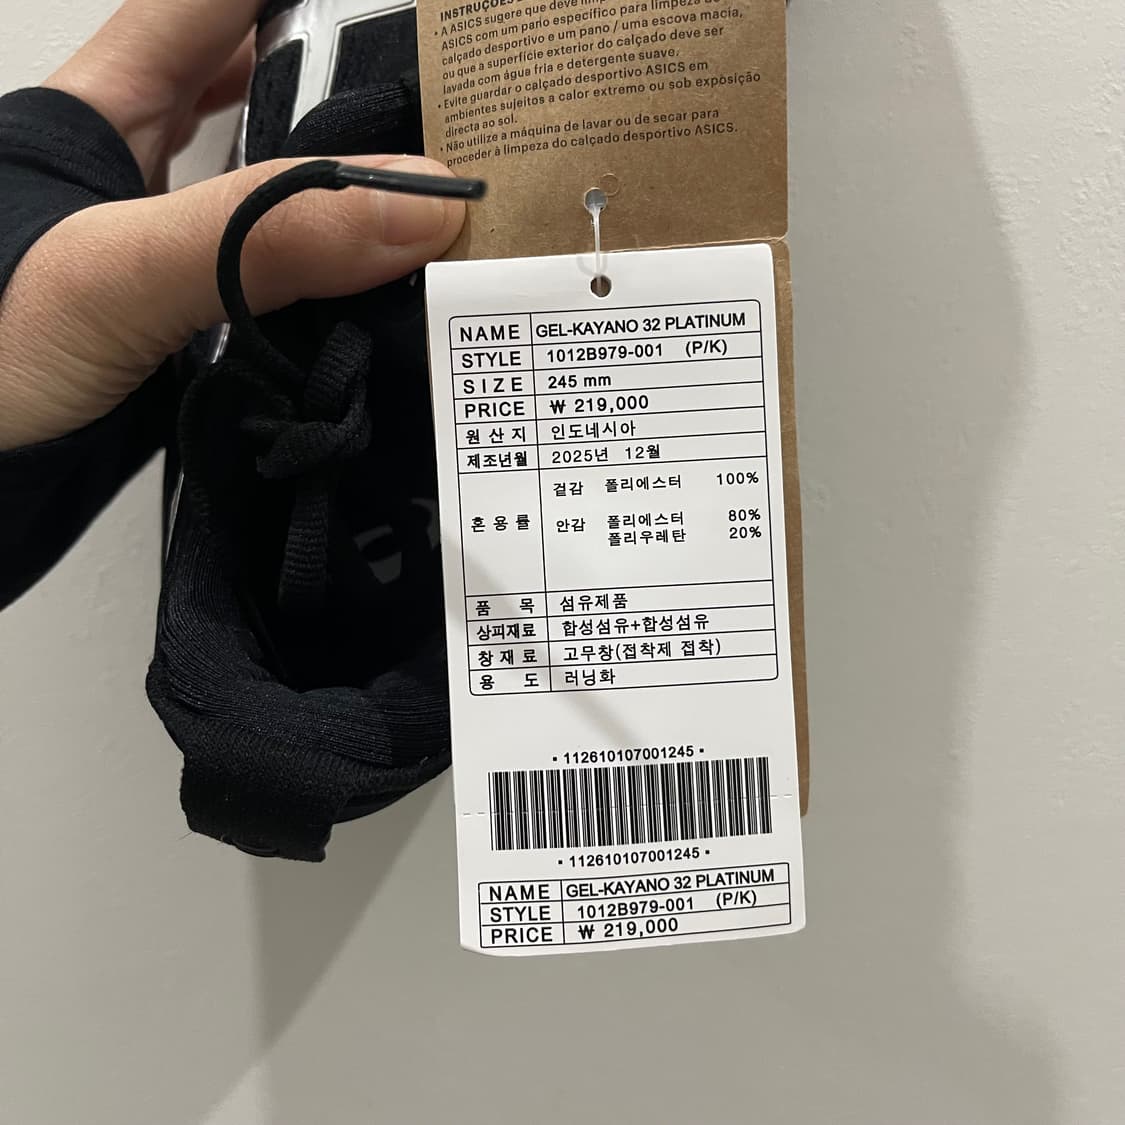 INSTRUÇÕES
• A ASICS sugere que deve
ASICS com um pano específico para limpeza
calçado desportivo e um pano / uma escova macia,
ou que a superfície exterior do calçado deve ser
lavada com água fria e detergente suave.
• Evite guardar o calçado desportivo ASICS em
ambientes sujeitos a calor extremo ou sob exposição
directa ao sol.
• Não utilize a máquina de lavar ou de secar para
proceder à limpeza do calçado desportivo ASICS.
NAME GEL-KAYANO 32 PLATINUM
STYLE 1012B979-001 (P/K)
SIZE 245 mm
PRICE ₩ 219,000
원산지 인도네시아
제조년월 2025년 12월
혼용률 겉감 폴리에스터 100%
안감 폴리에스터 80%
폴리우레탄 20%
품 목 섬유제품
상피재료 합성섬유+합성섬유
창재료 고무창(접착제 접착)
용 도 러닝화
▪ 112610107001245 ▪
▪ 112610107001245 ▪
NAME GEL-KAYANO 32 PLATINUM
STYLE 1012B979-001 (P/K)
PRICE ₩ 219,000